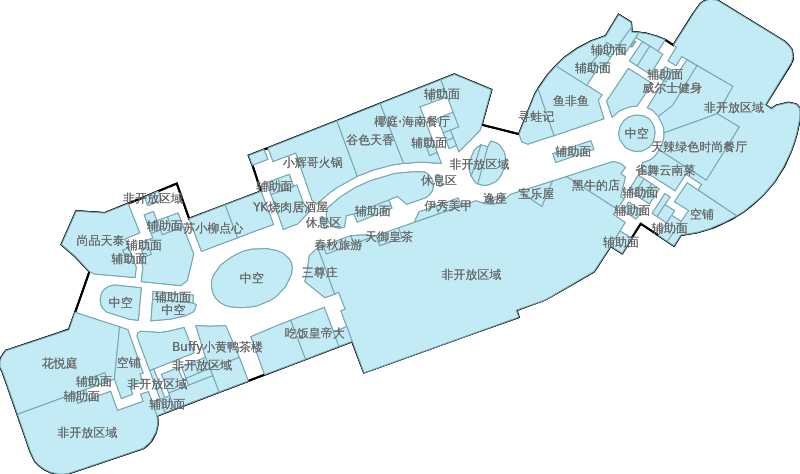 辅助面
辅助面
辅助面
威尔士健身
辅助面
鱼非鱼
非开放区域
寻蛙记
椰庭·海南餐厅
中空
谷色天香
辅助面
天辣绿色时尚餐厅
辅助面
小辉哥火锅
非开放区域
雀舞云南菜
休息区
辅助面
黑牛的店
辅助面
非开放区域
宝乐屋
逸座
YK烧肉居酒屋
伊秀美甲
辅助面
辅助面
空铺
休息区
辅助面
苏小柳点心
辅助面
天御皇茶
尚品天泰
辅助面
春秋旅游
辅助面
辅助面
三尊庄
非开放区域
中空
辅助面
中空
中空
吃饭皇帝大
Buffy小黄鸭茶楼
花悦庭
空铺
非开放区域
辅助面
非开放区域
辅助面
辅助面
非开放区域